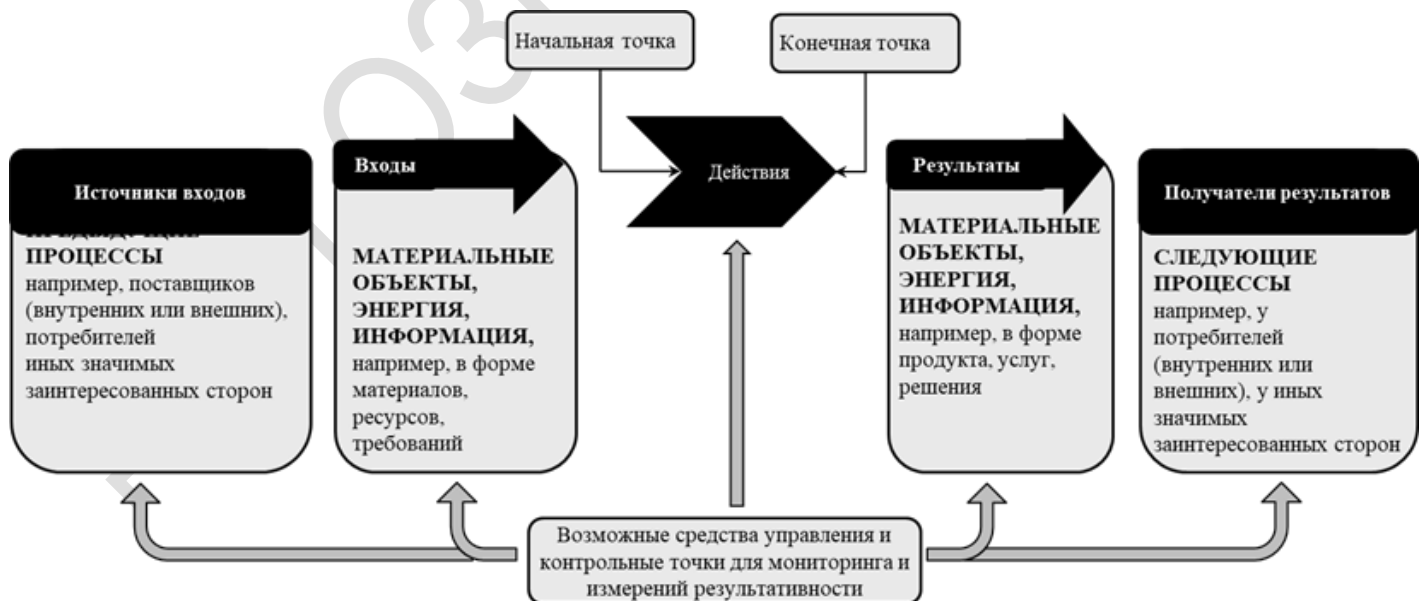 Начальная точка
Конечная точка
Источники входов
ПРОЦЕССЫ
например, поставщиков
(внутренних или внешних),
потребителей
иных значимых
заинтересованных сторон
Входы
МАТЕРИАЛЬНЫЕ
ОБЪЕКТЫ,
ЭНЕРГИЯ,
ИНФОРМАЦИЯ,
например, в форме
материалов,
ресурсов,
требований
Действия
Результаты
МАТЕРИАЛЬНЫЕ
ОБЪЕКТЫ,
ЭНЕРГИЯ,
ИНФОРМАЦИЯ,
например, в форме
продукта, услуг,
решения
Получатели результатов
СЛЕДУЮЩИЕ
ПРОЦЕССЫ
например, у
потребителей
(внутренних или
внешних), у иных
значимых
заинтересованных сторон
Возможные средства управления и
контрольные точки для мониторинга и
измерений результативности